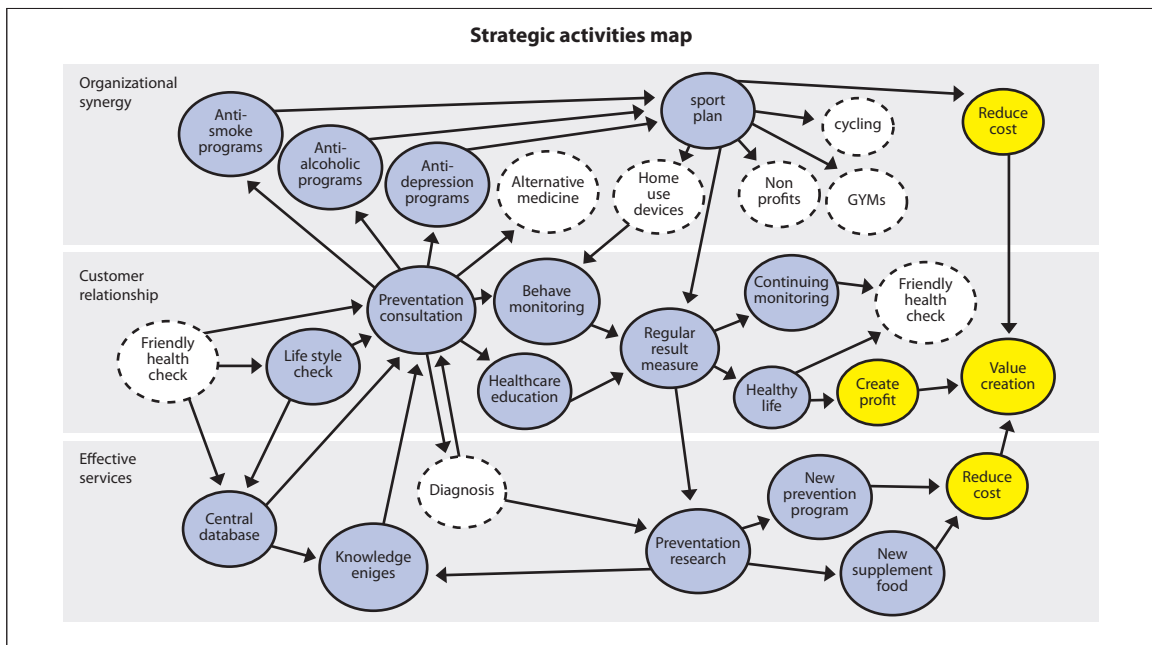 Strategic activities map
Organizational
synergy
Anti-
smoke
programs
Anti-
alcoholic
programs
Anti-
depression
programs
Alternative
medicine
sport
plan
Home
use
devices
Non
profits
cycling
GYMs
Reduce
cost
Customer
relationship
Friendly
health
check
Life style
check
Preventation
consultation
Behave
monitoring
Healthcare
education
Regular
result
measure
Continuing
monitoring
Healthy
life
Friendly
health
check
Create
profit
Value
creation
Effective
services
Central
database
Knowledge
eniges
Diagnosis
Preventation
research
New
prevention
program
New
supplement
food
Reduce
cost